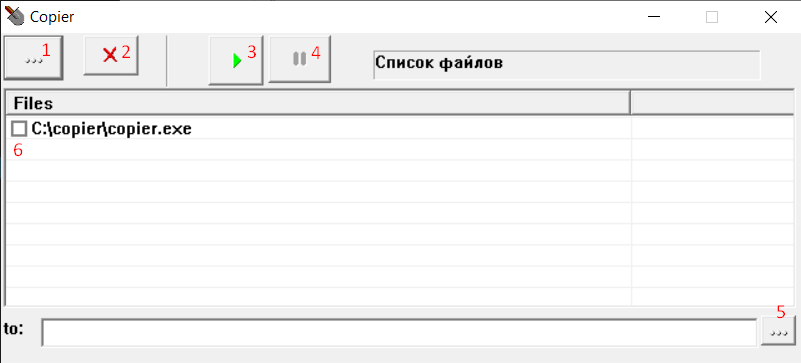 Copier
... 1 2 3 4
Список файлов
Files
C:\copier\copier.exe
6
5
to: ...